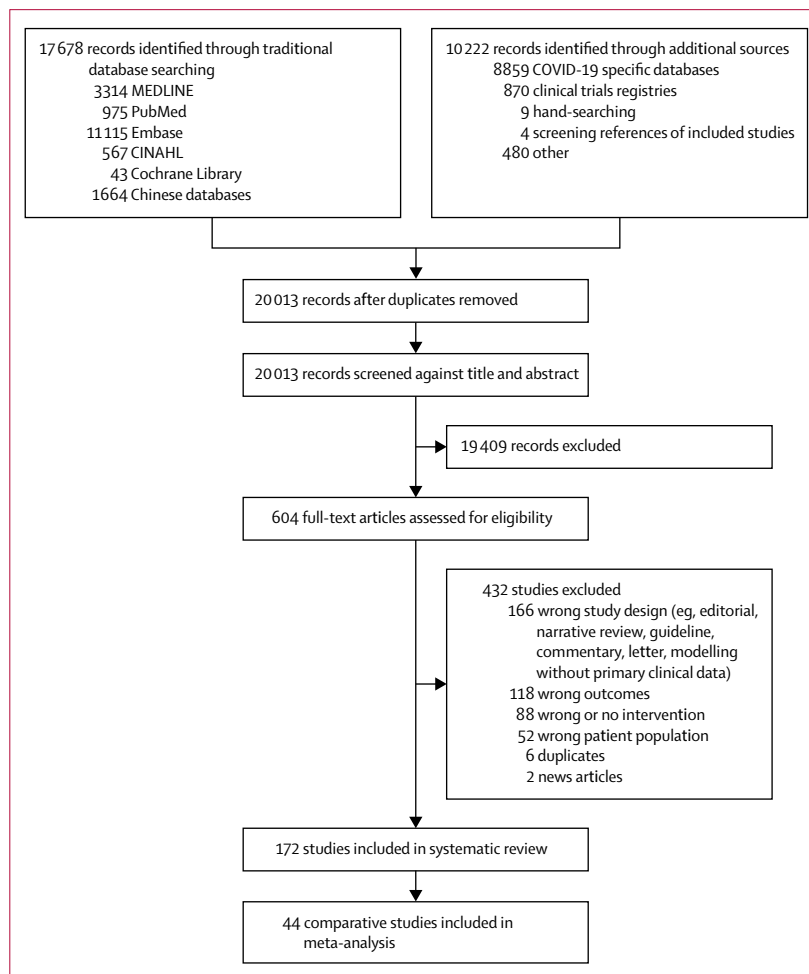 17 678 records identified through traditional
database searching
3314 MEDLINE
975 PubMed
11 115 Embase
567 CINAHL
43 Cochrane Library
1664 Chinese databases
10 222 records identified through additional sources
8859 COVID-19 specific databases
870 clinical trials registries
9 hand-searching
4 screening references of included studies
480 other
20 013 records after duplicates removed
20 013 records screened against title and abstract
19 409 records excluded
604 full-text articles assessed for eligibility
432 studies excluded
166 wrong study design (eg, editorial,
narrative review, guideline,
commentary, letter, modelling
without primary clinical data)
118 wrong outcomes
88 wrong or no intervention
52 wrong patient population
6 duplicates
2 news articles
172 studies included in systematic review
44 comparative studies included in
meta-analysis